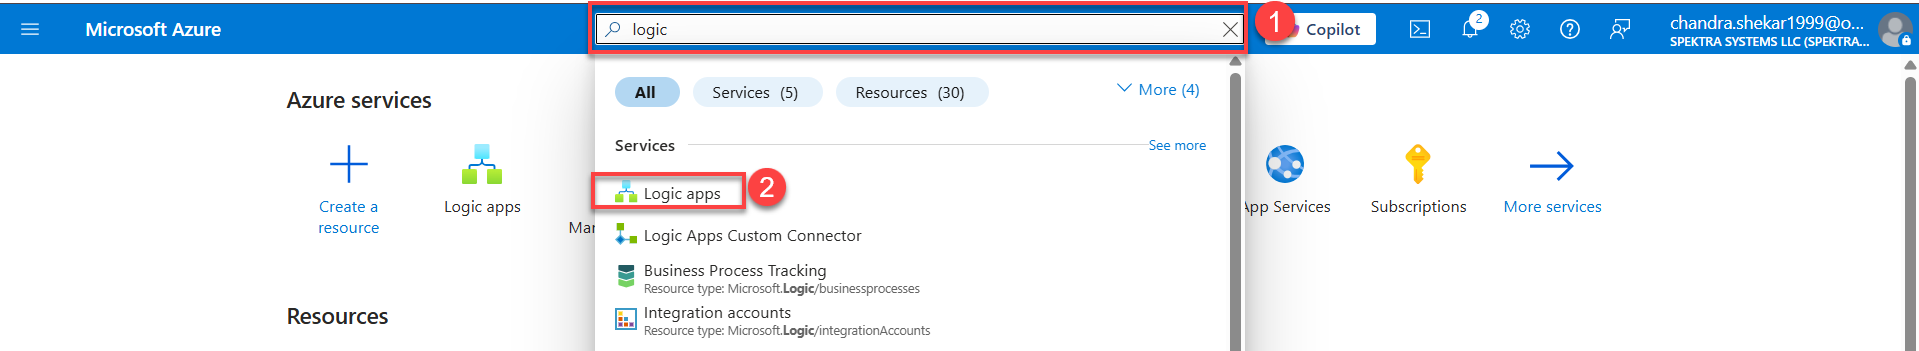 Microsoft Azure
logic
1
Copilot
2
chandra.shekar1999@o...
SPEKTRA SYSTEMS LLC (SPEKTRA...
All
Services (5)
Resources (30)
More (4)
Azure services
Services
See more
Create a
resource
Logic apps
Mar
Logic apps
2
Logic Apps Custom Connector
Business Process Tracking
Resource type: Microsoft.Logic/businessprocesses
Integration accounts
Resource type: Microsoft.Logic/integrationAccounts
App Services
Subscriptions
More services
Resources